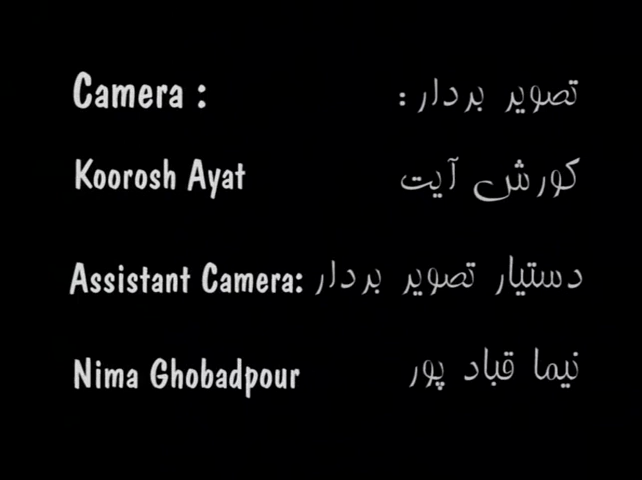 Camera : تصویر بردار :
Koorosh Ayat کورش آیت
Assistant Camera: دستیار تصویر بردار
Nima Ghobadpour نیما قباد پور